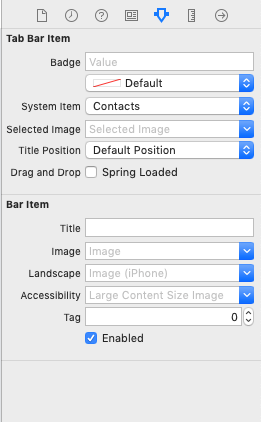 Tab Bar Item
Badge Value
Default
System Item Contacts
Selected Image Selected Image
Title Position Default Position
Drag and Drop Spring Loaded
Bar Item
Title
Image Image
Landscape Image (iPhone)
Accessibility Large Content Size Image
Tag 0
Enabled